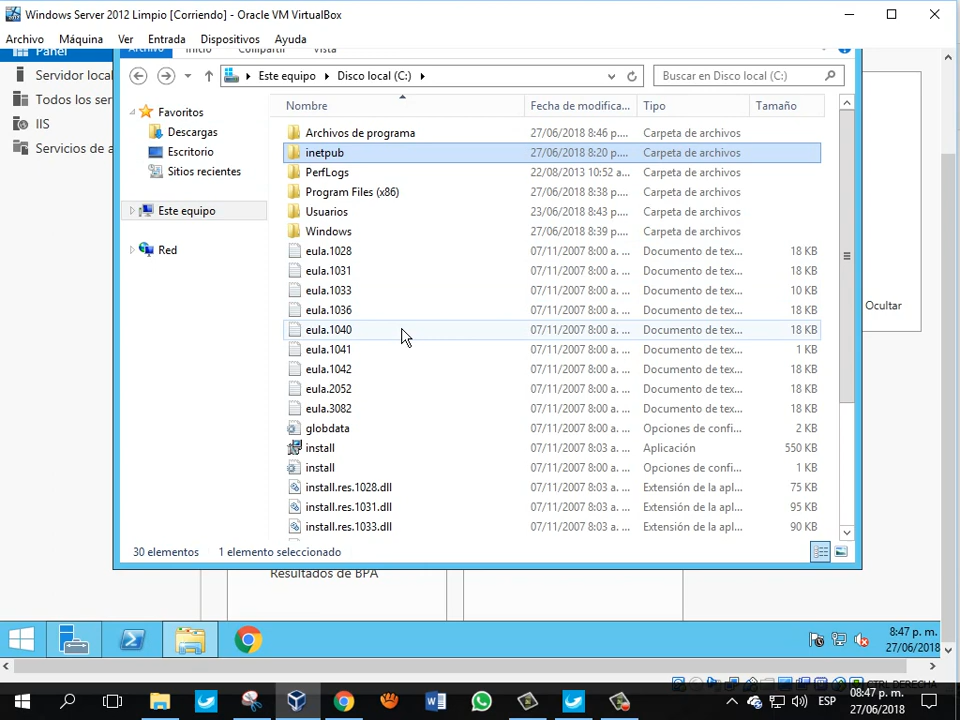 Windows Server 2012 Limpio [Corriendo] - Oracle VM VirtualBox
Archivo Máquina Ver Entrada Dispositivos Ayuda
Panel
Archivo Inicio Compartir Vista
Servidor local
Todos los ser
IIS
Servicios de a
Este equipo Disco local (C:)
Buscar en Disco local (C:)
Favoritos
Descargas
Escritorio
Sitios recientes
Este equipo
Red
Nombre Fecha de modifica... Tipo Tamaño
Archivos de programa 27/06/2018 8:46 p.... Carpeta de archivos
inetpub 27/06/2018 8:20 p.... Carpeta de archivos
PerfLogs 22/08/2013 10:52 a... Carpeta de archivos
Program Files (x86) 27/06/2018 8:38 p.... Carpeta de archivos
Usuarios 23/06/2018 8:43 p.... Carpeta de archivos
Windows 27/06/2018 8:39 p.... Carpeta de archivos
eula.1028 07/11/2007 8:00 a. ... Documento de tex... 18 KB
eula.1031 07/11/2007 8:00 a. ... Documento de tex... 18 KB
eula.1033 07/11/2007 8:00 a. ... Documento de tex... 10 KB
eula.1036 07/11/2007 8:00 a. ... Documento de tex... 18 KB
eula.1040 07/11/2007 8:00 a. ... Documento de tex... 18 KB
eula.1041 07/11/2007 8:00 a. ... Documento de tex... 1 KB
eula.1042 07/11/2007 8:00 a. ... Documento de tex... 18 KB
eula.2052 07/11/2007 8:00 a. ... Documento de tex... 18 KB
eula.3082 07/11/2007 8:00 a. ... Documento de tex... 18 KB
globdata 07/11/2007 8:00 a. ... Opciones de confi... 2 KB
install 07/11/2007 8:03 a. ... Aplicación 550 KB
install 07/11/2007 8:00 a. ... Opciones de confi... 1 KB
install.res.1028.dll 07/11/2007 8:03 a. ... Extensión de la apl... 75 KB
install.res.1031.dll 07/11/2007 8:03 a. ... Extensión de la apl... 95 KB
install.res.1033.dll 07/11/2007 8:03 a. ... Extensión de la apl... 90 KB
30 elementos 1 elemento seleccionado
Ocultar
Resultados de BPA
8:47 p. m.
27/06/2018
CTRL DERECHA
ESP
08:47 p. m.
27/06/2018